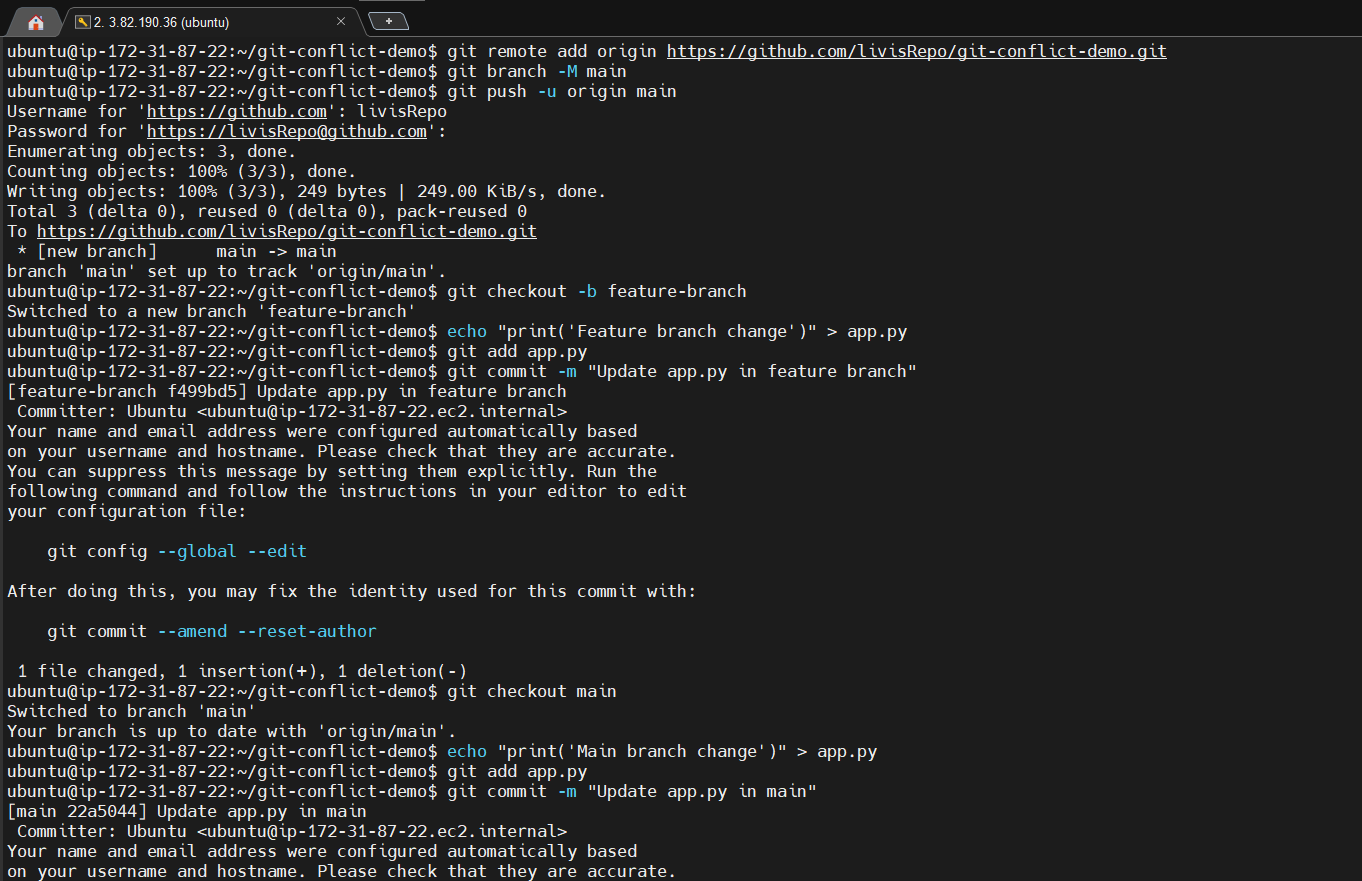 2. 3.82.190.36 (ubuntu)
ubuntu@ip-172-31-87-22:~/git-conflict-demo$ git remote add origin https://github.com/livisRepo/git-conflict-demo.git
ubuntu@ip-172-31-87-22:~/git-conflict-demo$ git branch -M main
ubuntu@ip-172-31-87-22:~/git-conflict-demo$ git push -u origin main
Username for 'https://github.com': livisRepo
Password for 'https://livisRepo@github.com':
Enumerating objects: 3, done.
Counting objects: 100% (3/3), done.
Writing objects: 100% (3/3), 249 bytes | 249.00 KiB/s, done.
Total 3 (delta 0), reused 0 (delta 0), pack-reused 0
To https://github.com/livisRepo/git-conflict-demo.git
 * [new branch]      main -> main
branch 'main' set up to track 'origin/main'.
ubuntu@ip-172-31-87-22:~/git-conflict-demo$ git checkout -b feature-branch
Switched to a new branch 'feature-branch'
ubuntu@ip-172-31-87-22:~/git-conflict-demo$ echo "print('Feature branch change')" > app.py
ubuntu@ip-172-31-87-22:~/git-conflict-demo$ git add app.py
ubuntu@ip-172-31-87-22:~/git-conflict-demo$ git commit -m "Update app.py in feature branch"
[feature-branch f499bd5] Update app.py in feature branch
 Committer: Ubuntu <ubuntu@ip-172-31-87-22.ec2.internal>
Your name and email address were configured automatically based
on your username and hostname. Please check that they are accurate.
You can suppress this message by setting them explicitly. Run the
following command and follow the instructions in your editor to edit
your configuration file:
    git config --global --edit
After doing this, you may fix the identity used for this commit with:
    git commit --amend --reset-author
 1 file changed, 1 insertion(+), 1 deletion(-)
ubuntu@ip-172-31-87-22:~/git-conflict-demo$ git checkout main
Switched to branch 'main'
Your branch is up to date with 'origin/main'.
ubuntu@ip-172-31-87-22:~/git-conflict-demo$ echo "print('Main branch change')" > app.py
ubuntu@ip-172-31-87-22:~/git-conflict-demo$ git add app.py
ubuntu@ip-172-31-87-22:~/git-conflict-demo$ git commit -m "Update app.py in main"
[main 22a5044] Update app.py in main
 Committer: Ubuntu <ubuntu@ip-172-31-87-22.ec2.internal>
Your name and email address were configured automatically based
on your username and hostname. Please check that they are accurate.